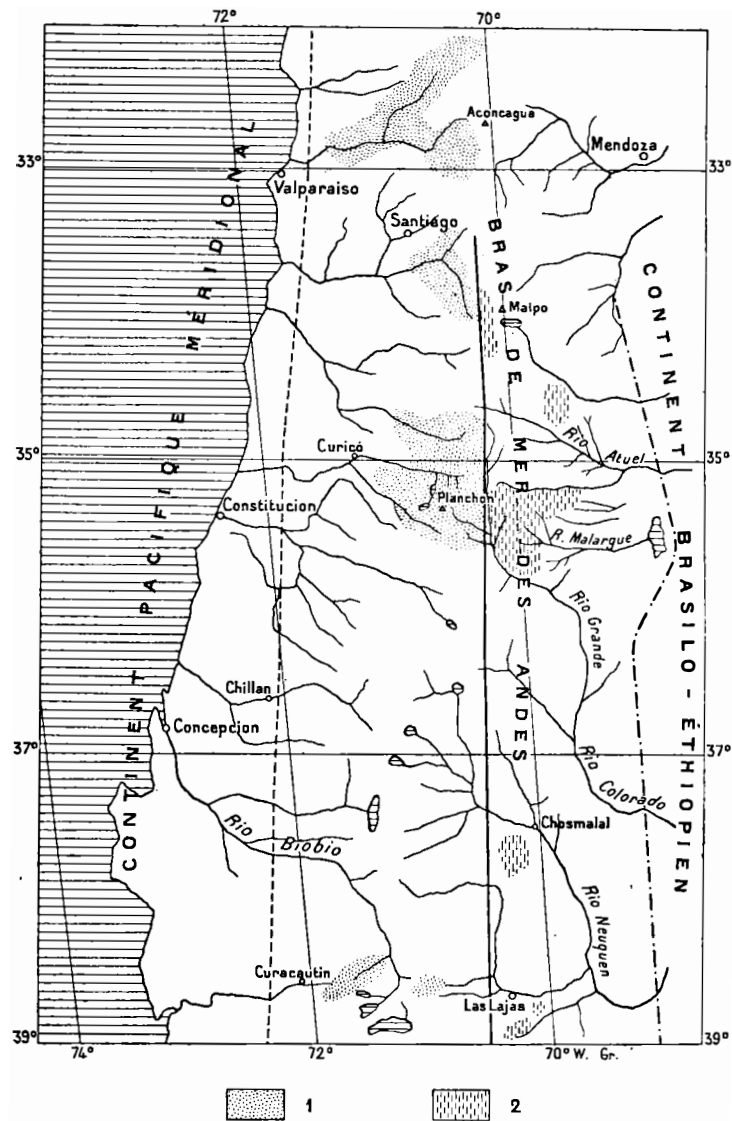 72°
70°
Aconcagua
Mendoza
33°
33°
Valparaiso
Santiágo
CONTINENT PACIFIQUE MÉRIDIONAL
BRAS DE MER DES ANDES
CONTINENT BRASILO-ÉTHIOPIEN
Maipo
Curicó
Rio Atuel
35°
35°
Planchon
Constitucion
R. Malargue
Rio Grande
Chillan
Concepcion
37°
37°
Rio Colorado
Rio Biobio
Chosmalal
Rio Neuquen
Curacautin
Las Lajas
39°
39°
74°
72°
70° W. Gr.
1
2